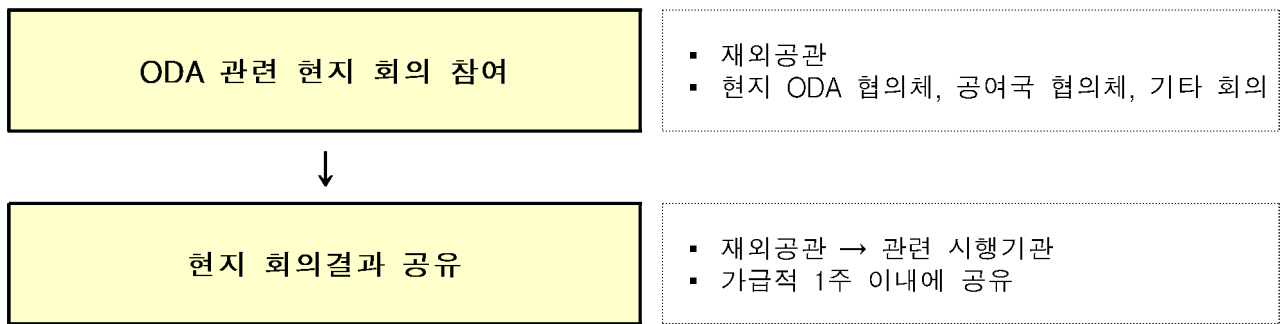 ODA 관련 현지 회의 참여
▪ 재외공관
▪ 현지 ODA 협의체, 공여국 협의체, 기타 회의
↓
현지 회의결과 공유
▪ 재외공관 → 관련 시행기관
▪ 가급적 1주 이내에 공유